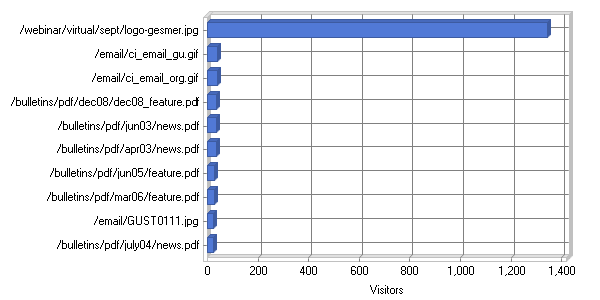 /webinar/virtual/sept/logo-gesmer.jpg
/email/ci_email_gu.gif
/email/ci_email_org.gif
/bulletins/pdf/dec08/dec08_feature.pdf
/bulletins/pdf/jun03/news.pdf
/bulletins/pdf/apr03/news.pdf
/bulletins/pdf/jun05/feature.pdf
/bulletins/pdf/mar06/feature.pdf
/email/GUST0111.jpg
/bulletins/pdf/july04/news.pdf
0 200 400 600 800 1,000 1,200 1,400
Visitors